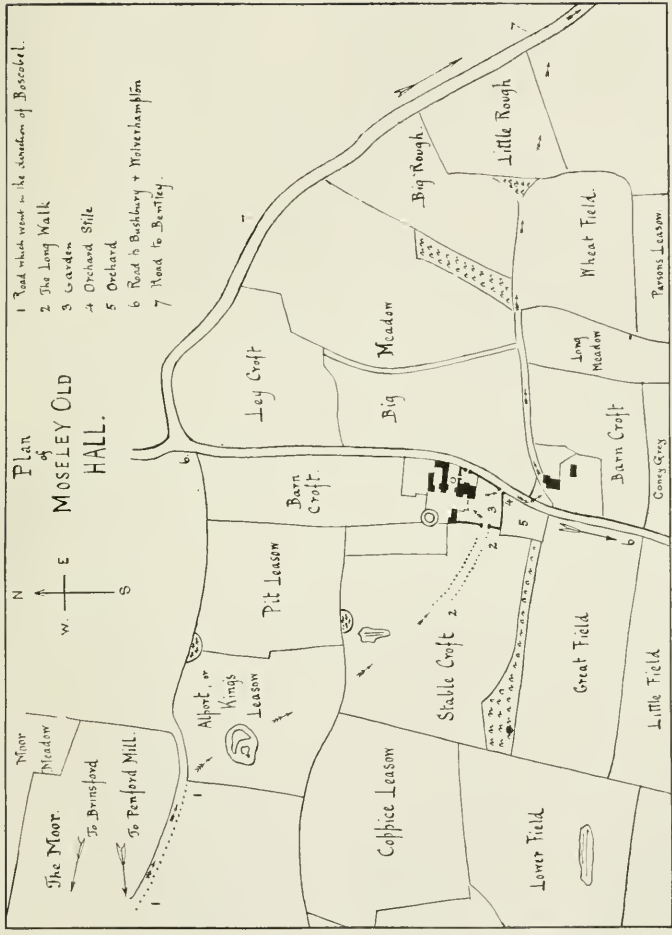 Plan
of
MOSELEY OLD
HALL.
N
W.
E
S
1 Road which went in the direction of Boscobel.
2 The Long Walk
3 Garden
4 Orchard Stile
5 Orchard
6 Road to Bushbury + Wolverhampton
7 Road to Bentley.
Moor
Meadow
The Moor.
To Brinsford
To Penford Mill.
1
1
Alport, or
Kings
Leasow
Pit Leasow
Barn
Croft.
6.
Ley Croft
7
Big
Meadow
Big Rough.
Little Rough
7
Coppice Leasow
Stable Croft
2
2
3
4
5
6
Barn Croft
Long
Meadow
Wheat Field.
Parsons Leasow.
Coney Grey
Great Field
Little Field
Lower Field